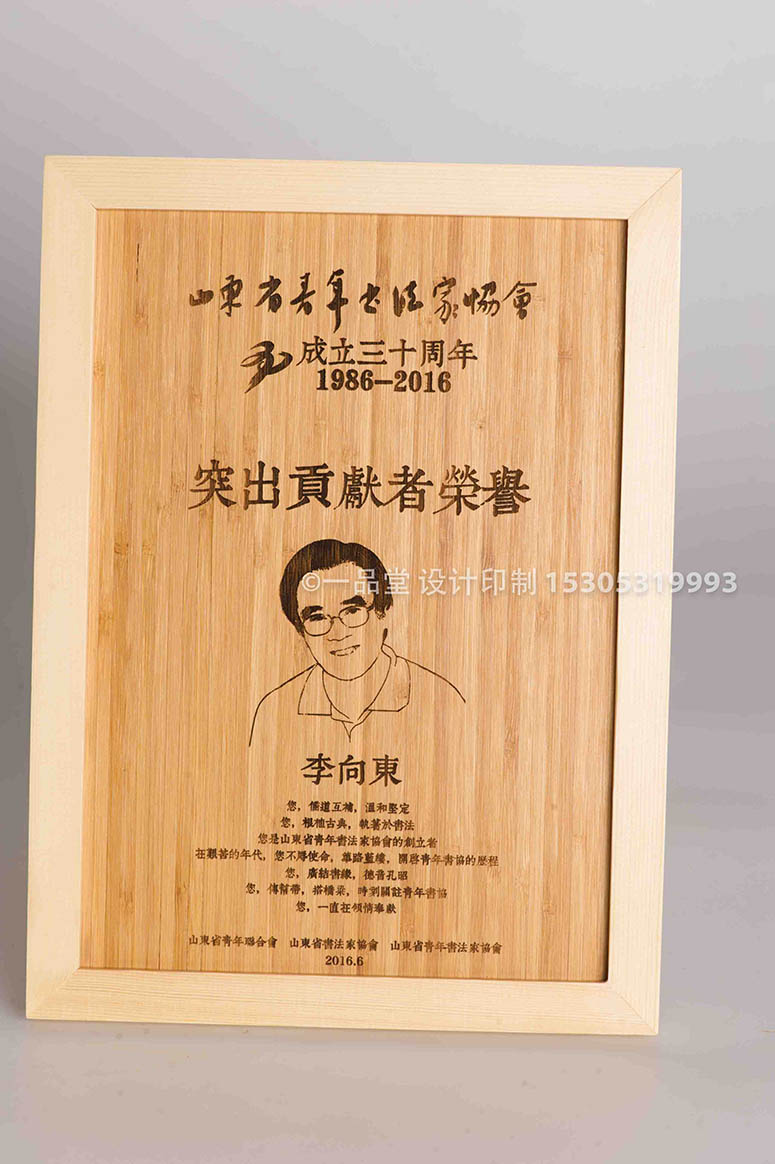 山東省青年书法家協會
成立三十周年
1986—2016
突出貢獻者榮譽
©一品堂 设计印制 15305319993
李向東
您，儒道互補，溫和堅定
您，根植古典，執著於書法
您是山東省青年書法家協會的創立者
在艱苦的年代，您不辱使命，篳路藍縷，開啓青年書協的歷程
您，廣結書緣，德音孔昭
您，傳幫帶，搭橋梁，時刻關註青年書協
您，一直在傾情奉獻
山東省青年聯合會 山東省書法家協會 山東省青年書法家協會
2016.6